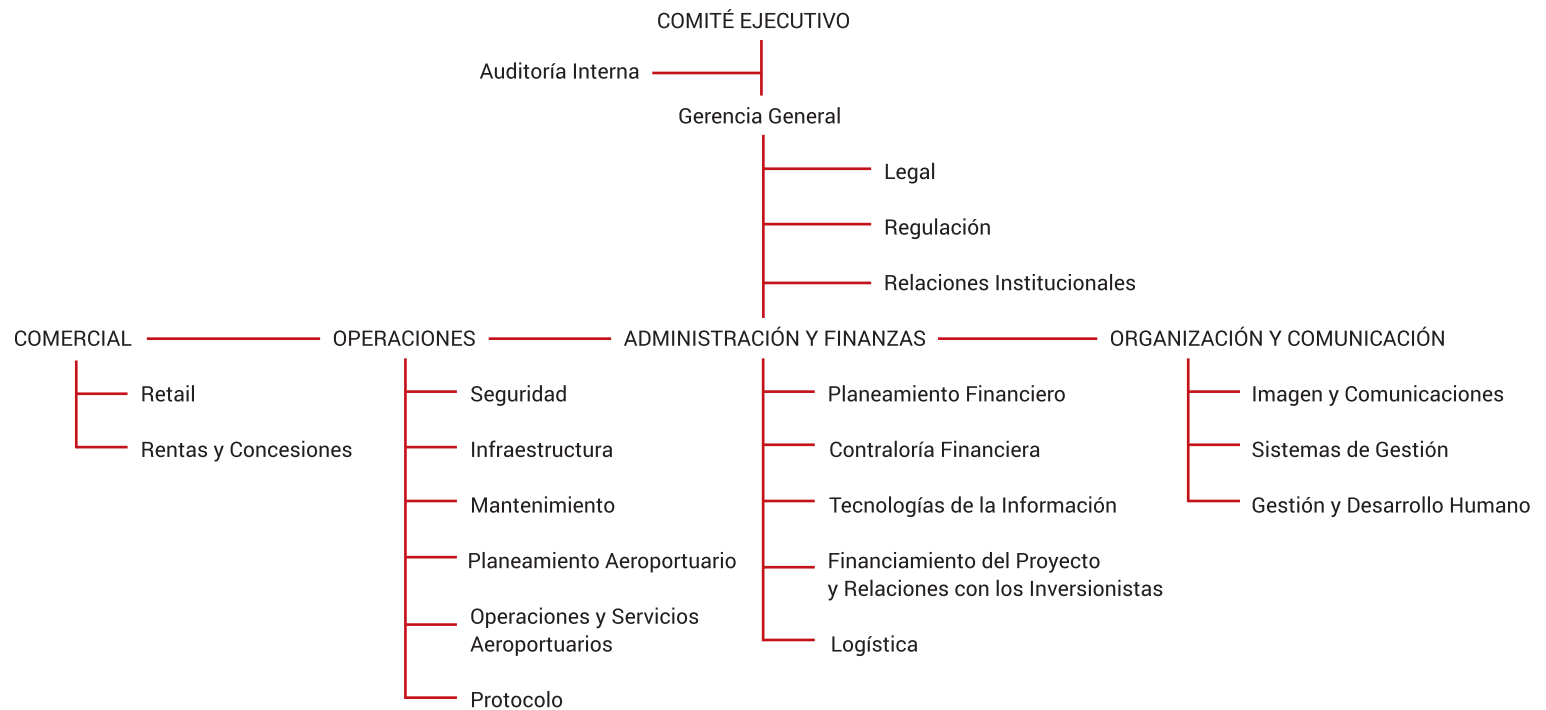 COMITÉ EJECUTIVO
Auditoría Interna
Gerencia General
Legal
Regulación
Relaciones Institucionales
COMERCIAL
Retail
Rentas y Concesiones
OPERACIONES
Seguridad
Infraestructura
Mantenimiento
Planeamiento Aeroportuario
Operaciones y Servicios
Aeroportuarios
Protocolo
ADMINISTRACIÓN Y FINANZAS
Planeamiento Financiero
Contraloría Financiera
Tecnologías de la Información
Financiamiento del Proyecto
y Relaciones con los Inversionistas
Logística
ORGANIZACIÓN Y COMUNICACIÓN
Imagen y Comunicaciones
Sistemas de Gestión
Gestión y Desarrollo Humano